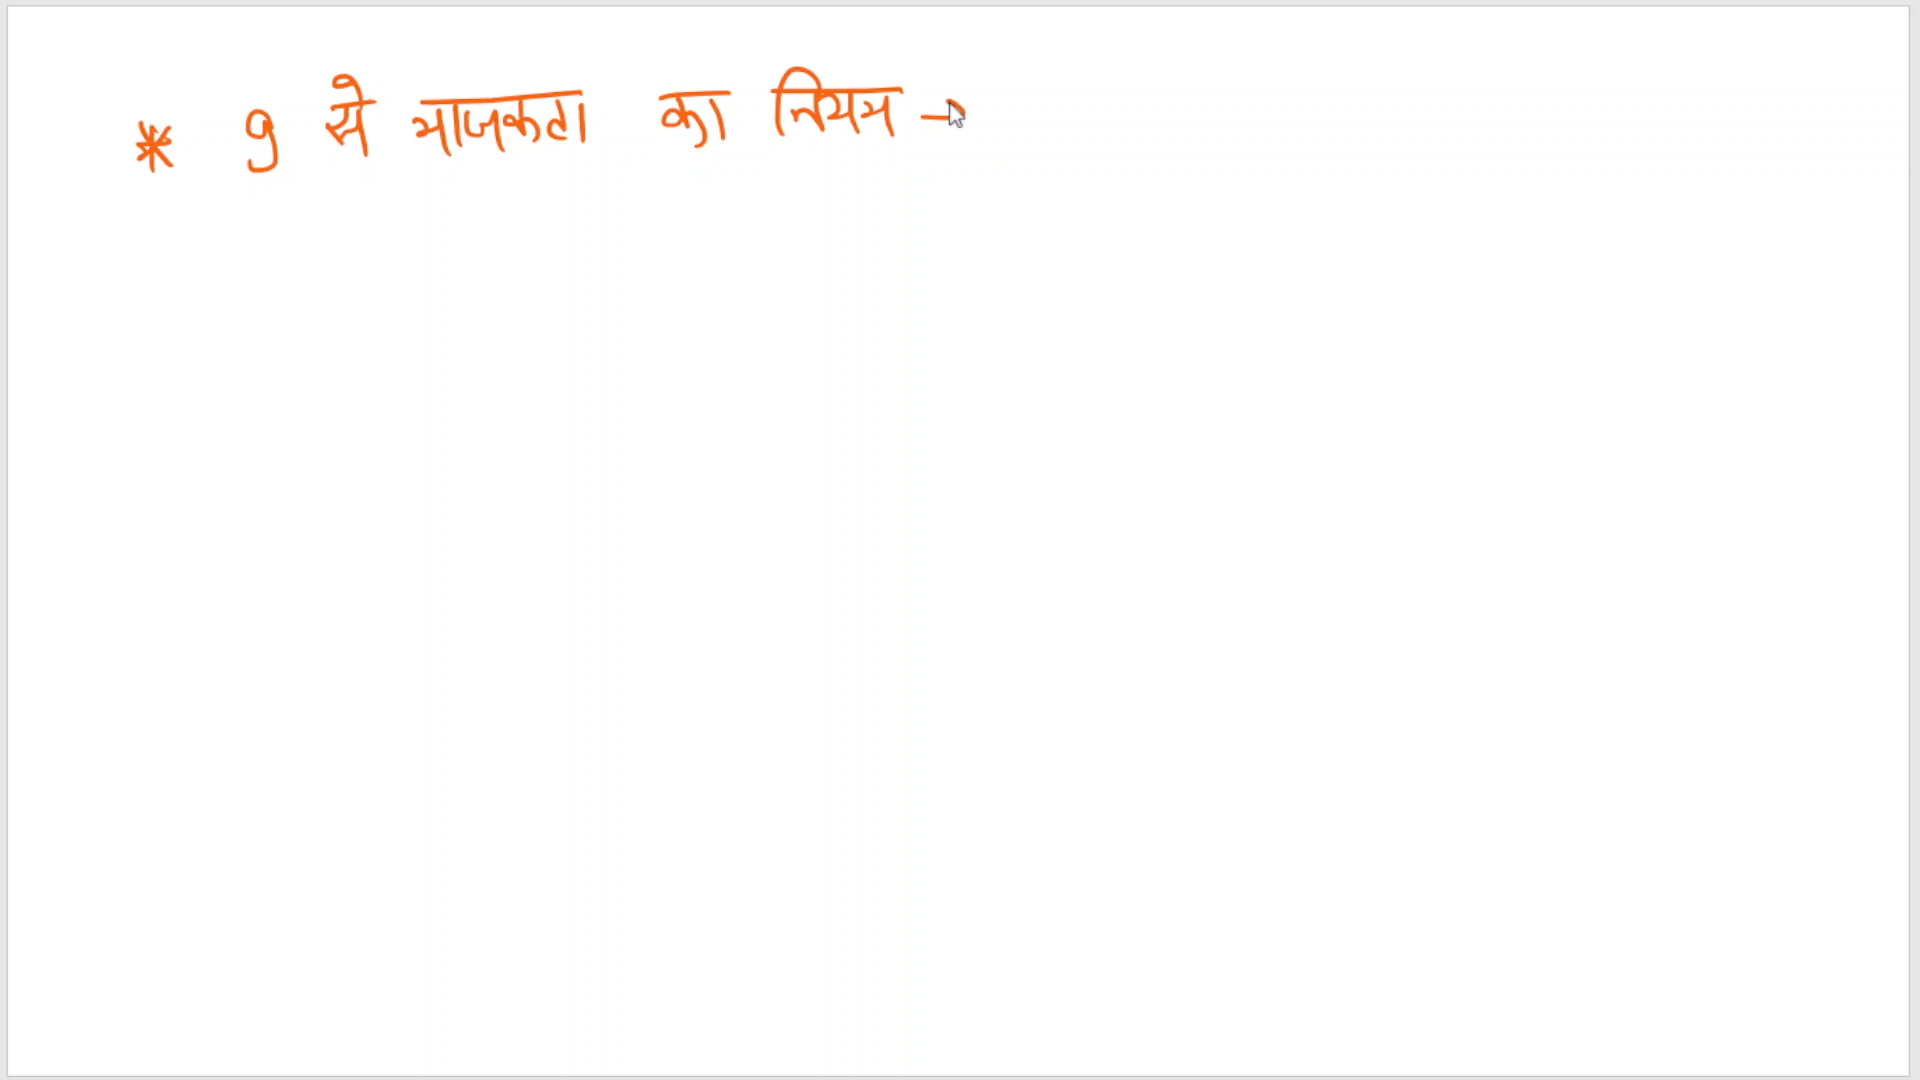 * 9 से भाजकता का नियम →